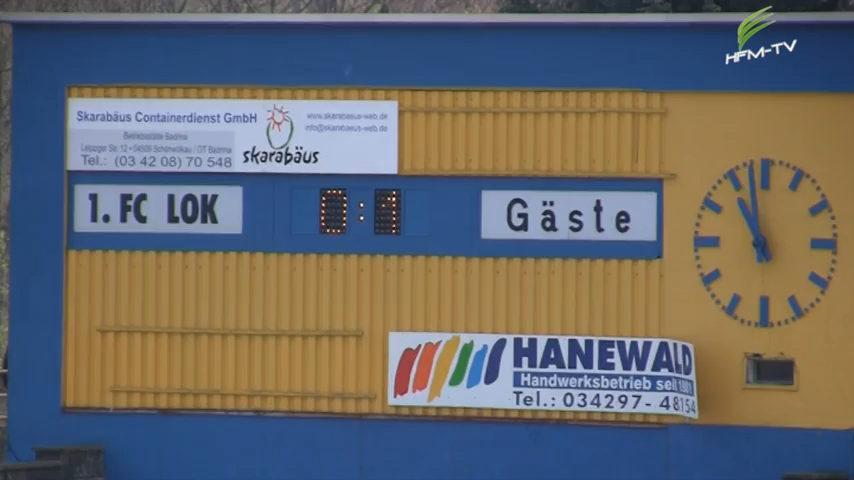 HFM-TV
Skarabäus Containerdienst GmbH
www.skarabaeus-web.de
info@skarabaeus-web.de
Betriebsstätte Badrina
Leipziger Str. 12 • 04509 Schönwölkau / OT Badrina
Tel.: (03 42 08) 70 548
skarabäus
1. FC LOK
0:1
Gäste
HANEWALD
Handwerksbetrieb seit
Tel.: 034297- 48154